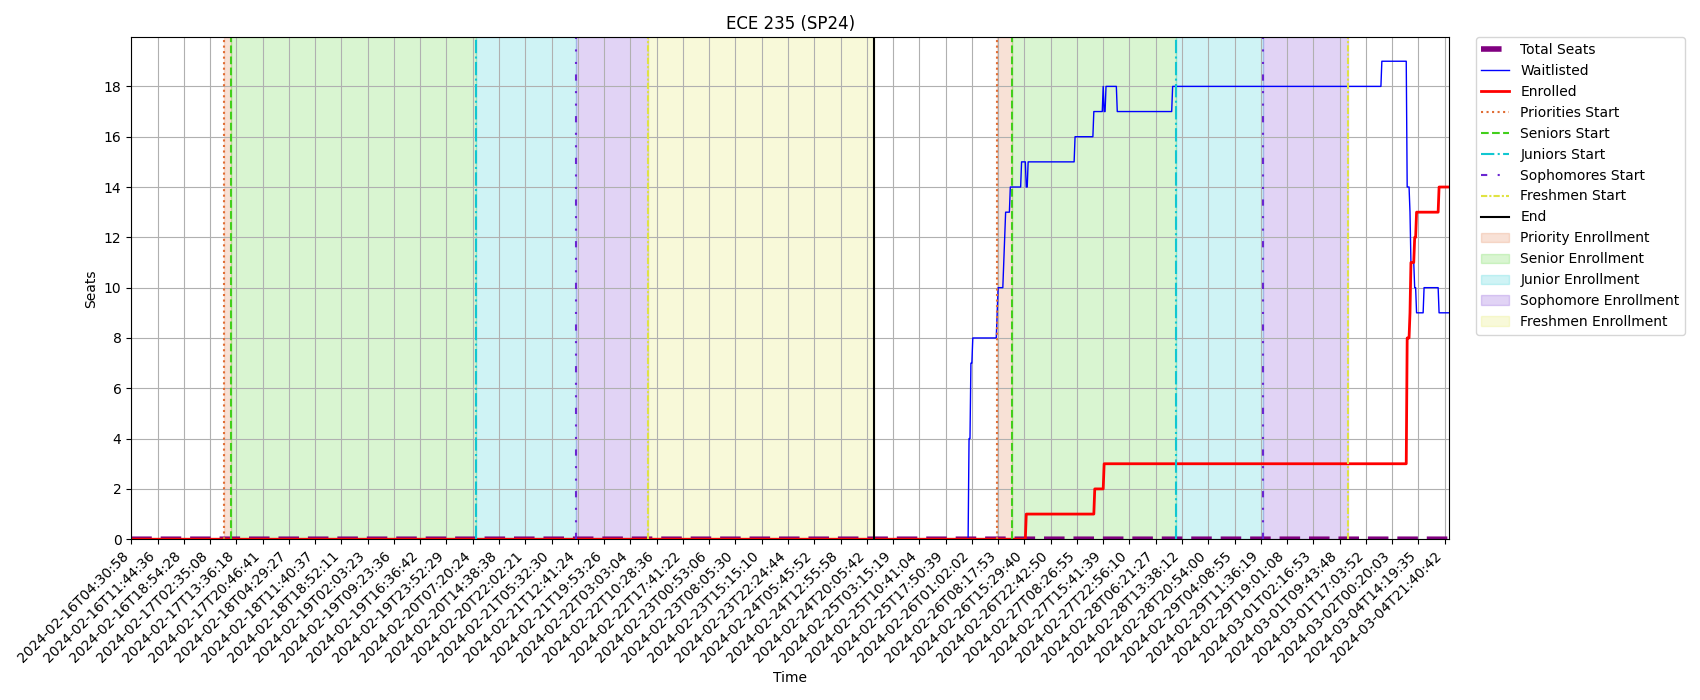 ECE 235 (SP24)
Seats
18
16
14
12
10
8
6
4
2
0
2024-02-16T04:30:58
2024-02-16T11:44:36
2024-02-16T18:54:28
2024-02-17T02:35:08
2024-02-17T13:36:18
2024-02-17T20:46:41
2024-02-18T04:29:27
2024-02-18T11:40:37
2024-02-18T18:52:11
2024-02-19T02:03:23
2024-02-19T09:23:36
2024-02-19T16:36:42
2024-02-19T23:52:29
2024-02-20T07:20:24
2024-02-20T14:38:38
2024-02-20T22:02:21
2024-02-21T05:32:30
2024-02-21T12:41:24
2024-02-21T19:53:26
2024-02-22T03:03:04
2024-02-22T10:28:36
2024-02-22T17:41:22
2024-02-23T00:53:06
2024-02-23T08:05:30
2024-02-23T15:15:10
2024-02-23T22:24:44
2024-02-24T05:45:52
2024-02-24T12:55:58
2024-02-24T20:05:42
2024-02-25T03:15:19
2024-02-25T10:41:04
2024-02-25T17:50:39
2024-02-26T01:02:02
2024-02-26T08:17:53
2024-02-26T15:29:40
2024-02-26T22:42:50
2024-02-27T08:26:55
2024-02-27T15:41:39
2024-02-27T22:56:10
2024-02-28T06:21:27
2024-02-28T13:38:12
2024-02-28T20:54:00
2024-02-29T04:08:55
2024-02-29T11:36:19
2024-02-29T19:01:08
2024-03-01T02:16:53
2024-03-01T09:43:48
2024-03-01T17:03:52
2024-03-02T00:20:03
2024-03-04T14:19:35
2024-03-04T21:40:42
Time
Total Seats
Waitlisted
Enrolled
Priorities Start
Seniors Start
Juniors Start
Sophomores Start
Freshmen Start
End
Priority Enrollment
Senior Enrollment
Junior Enrollment
Sophomore Enrollment
Freshmen Enrollment